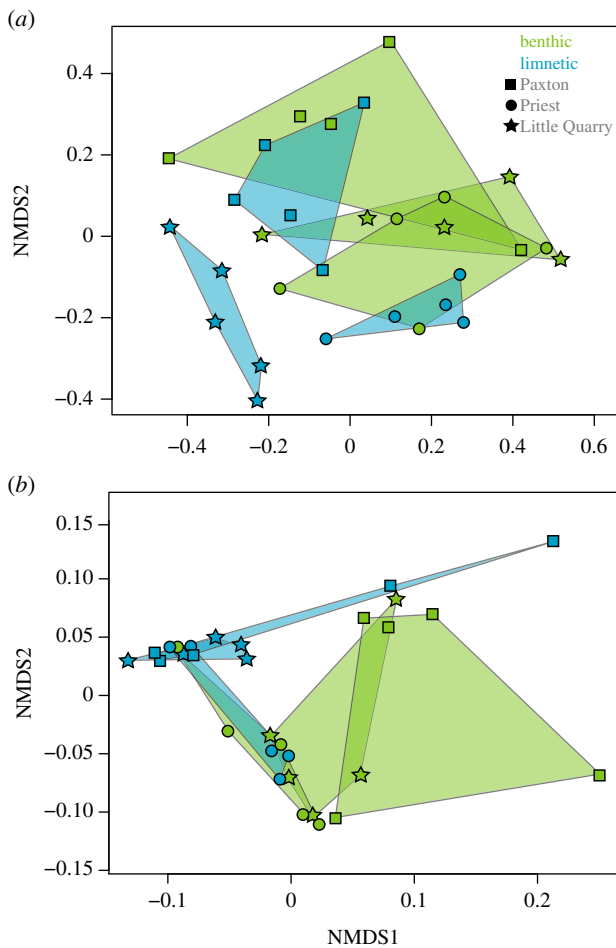 (a)
benthic
limnetic
Paxton
Priest
Little Quarry
0.4
0.2
0
−0.2
−0.4
NMDS2
−0.4 −0.2 0 0.2 0.4 0.6
(b)
0.15
0.10
0.05
0
−0.05
−0.10
−0.15
NMDS2
−0.1 0 0.1 0.2
NMDS1